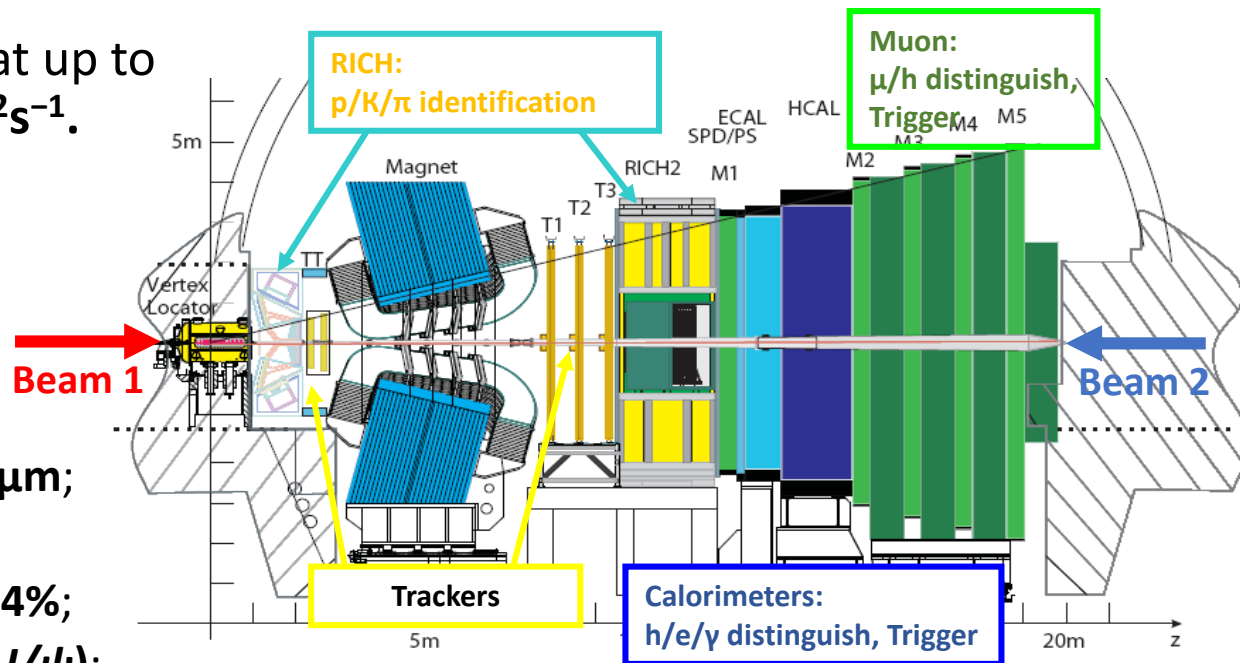 at up to
²s⁻¹.
RICH:
p/K/π identification
Muon:
μ/h distinguish,
Trigger
5m
Magnet
SPD/PS
ECAL
HCAL
RICH2
M1
M2
M3
M4
M5
T1
T2
T3
TT
Vertex
Locator
Beam 1
Beam 2
μm;
4%;
Trackers
Calorimeters:
h/e/γ distinguish, Trigger
5m
20m
z